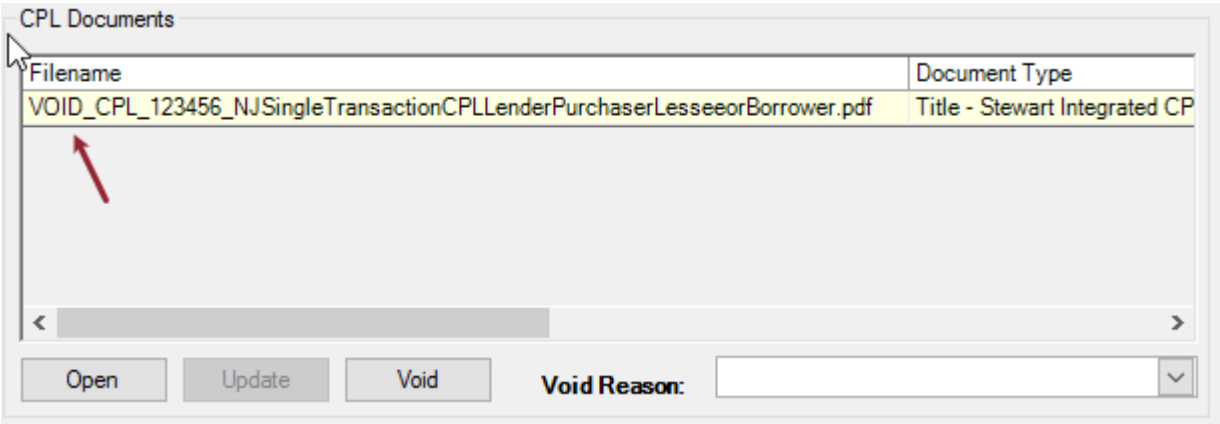 CPL Documents
Filename Document Type
VOID_CPL_123456_NJSingleTransactionCPLLenderPurchaserLesseeorBorrower.pdf Title - Stewart Integrated CP
Open Update Void Void Reason: